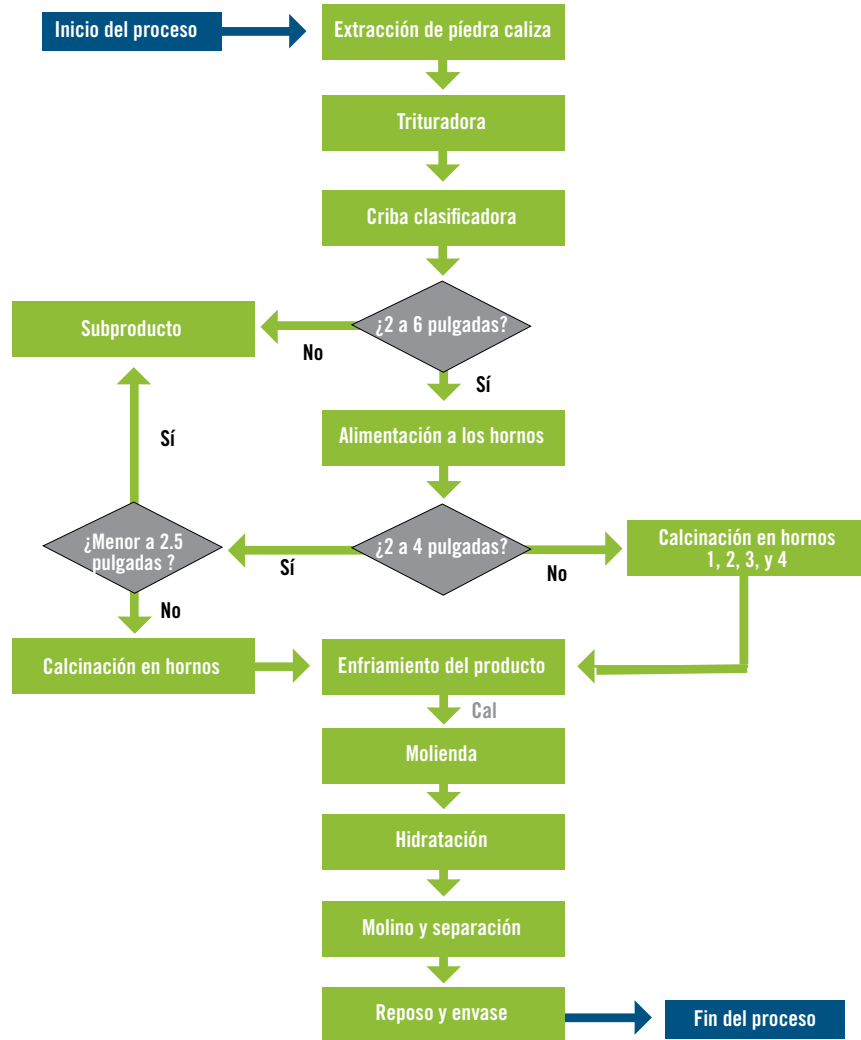 Inicio del proceso
Extracción de píedra caliza
Trituradora
Criba clasificadora
¿2 a 6 pulgadas?
No
Subproducto
Sí
Alimentación a los hornos
Sí
¿2 a 4 pulgadas?
Sí
No
¿Menor a 2.5
pulgadas ?
Calcinación en hornos
1, 2, 3, y 4
No
Calcinación en hornos
Enfriamiento del producto
Cal
Molienda
Hidratación
Molino y separación
Reposo y envase
Fin del proceso